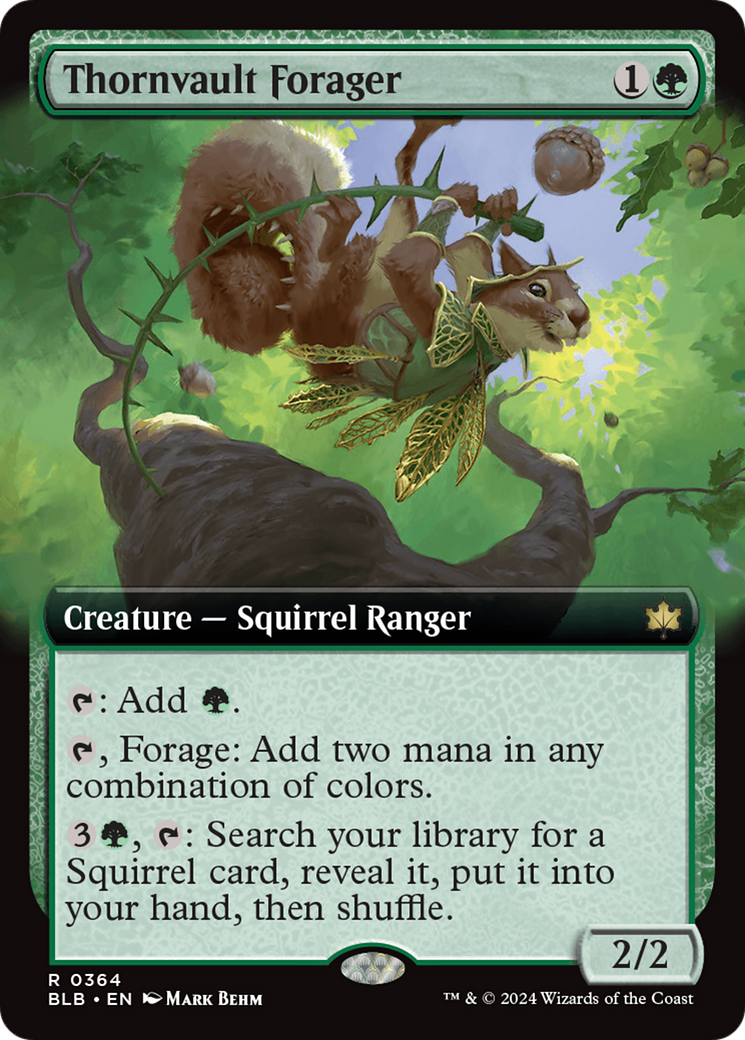 Thornvault Forager 1
Creature — Squirrel Ranger
: Add .
, Forage: Add two mana in any
combination of colors.
3, : Search your library for a
Squirrel card, reveal it, put it into
your hand, then shuffle.
2/2
R 0364
BLB • EN Mark Behm
™ & © 2024 Wizards of the Coast